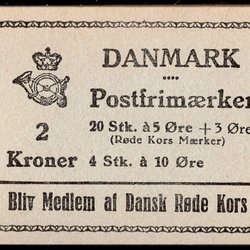 DANMARK
....
Postfrimærker
2
Kroner
20 Stk. à 5 Øre + 3 Øre
(Røde Kors Mærker)
4 Stk. à 10 Øre
Bliv Medlem af Dansk Røde Kors